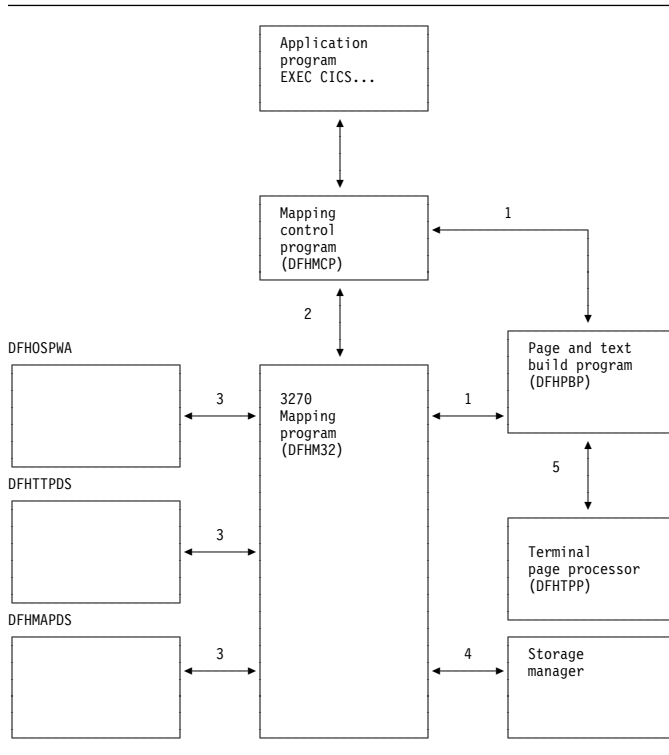 Application
program
EXEC CICS...
Mapping
control
program
(DFHMCP)
1
2
DFHOSPWA
3
3270
Mapping
program
(DFHM32)
1
Page and text
build program
(DFHPBP)
5
DFHTTPDS
3
Terminal
page processor
(DFHTPP)
DFHMAPDS
3
4
Storage
manager